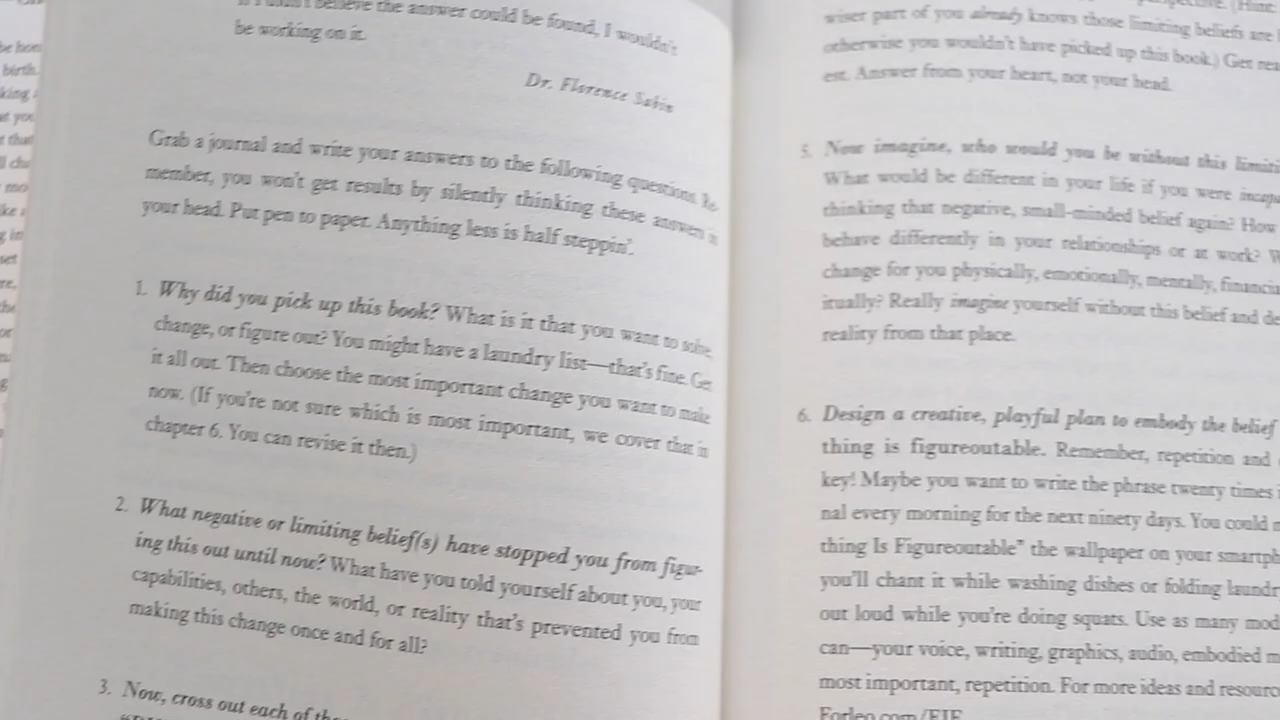 believe the answer could be found, I wouldn't
be working on it.
Dr. Florence Sabin
Grab a journal and write your answers to the following questions. Re-
member, you won't get results by silently thinking these answers in
your head. Put pen to paper. Anything less is half steppin'.
1. Why did you pick up this book? What is it that you want to solve,
change, or figure out? You might have a laundry list—that's fine. Get
it all out. Then choose the most important change you want to make
now. (If you're not sure which is most important, we cover that in
chapter 6. You can revise it then.)
2. What negative or limiting belief(s) have stopped you from figur-
ing this out until now? What have you told yourself about you, your
capabilities, others, the world, or reality that's prevented you from
making this change once and for all?
3. Now, cross out each of
(Hint:
wiser part of you already knows those limiting beliefs are
otherwise you wouldn't have picked up this book.) Get
est. Answer from your heart, not your head.
5. Now imagine, who would you be without this
What would be different in your life if you were
thinking that negative, small-minded belief again? How
behave differently in your relationships or at work?
change for you physically, emotionally, mentally,
itually? Really imagine yourself without this belief and
reality from that place.
6. Design a creative, playful plan to embody the belief
thing is figureoutable. Remember, repetition and
key! Maybe you want to write the phrase twenty times
nal every morning for the next ninety days. You could
thing Is Figureoutable" the wallpaper on your
you'll chant it while washing dishes or folding
out loud while you're doing squats. Use as many
can—your voice, writing, graphics, audio, embodied
most important, repetition. For more ideas and
Forleo.com/EIF